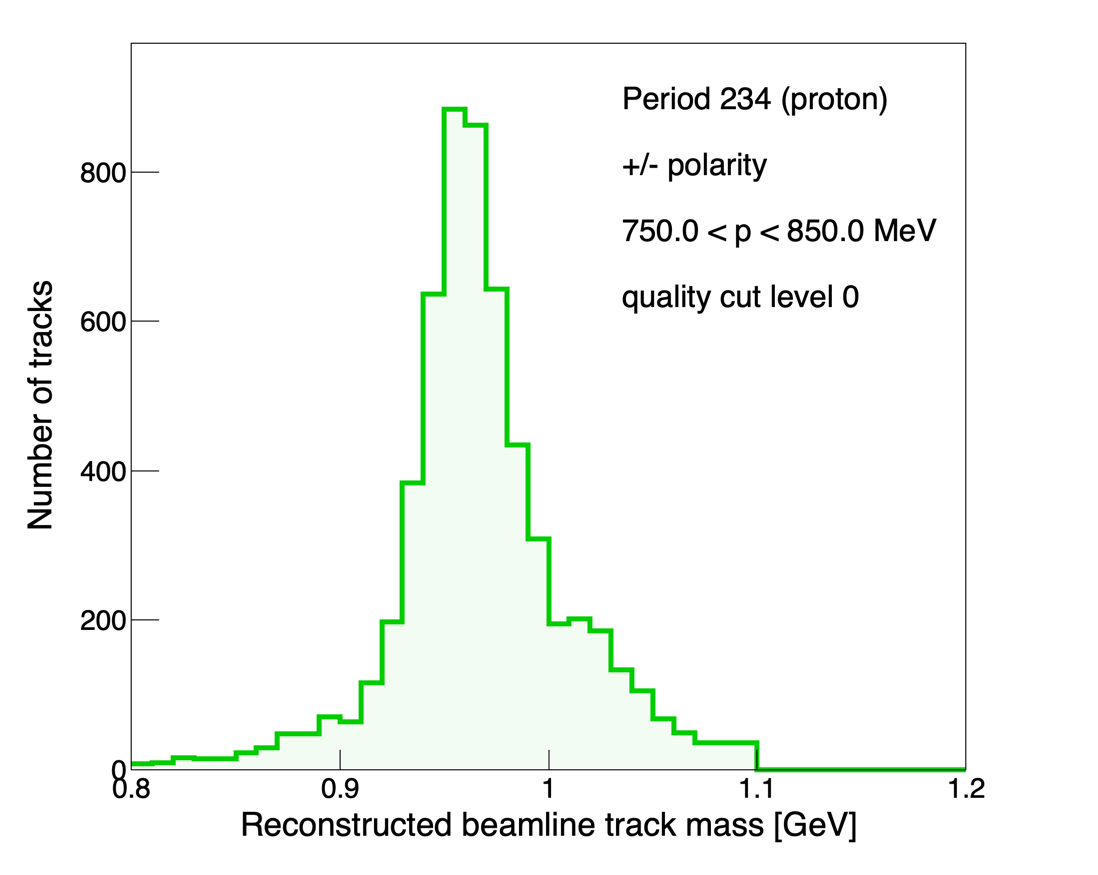 Period 234 (proton)
+/- polarity
750.0 < p < 850.0 MeV
quality cut level 0
Number of tracks
800
600
400
200
0
0.8
0.9
1
1.1
1.2
Reconstructed beamline track mass [GeV]